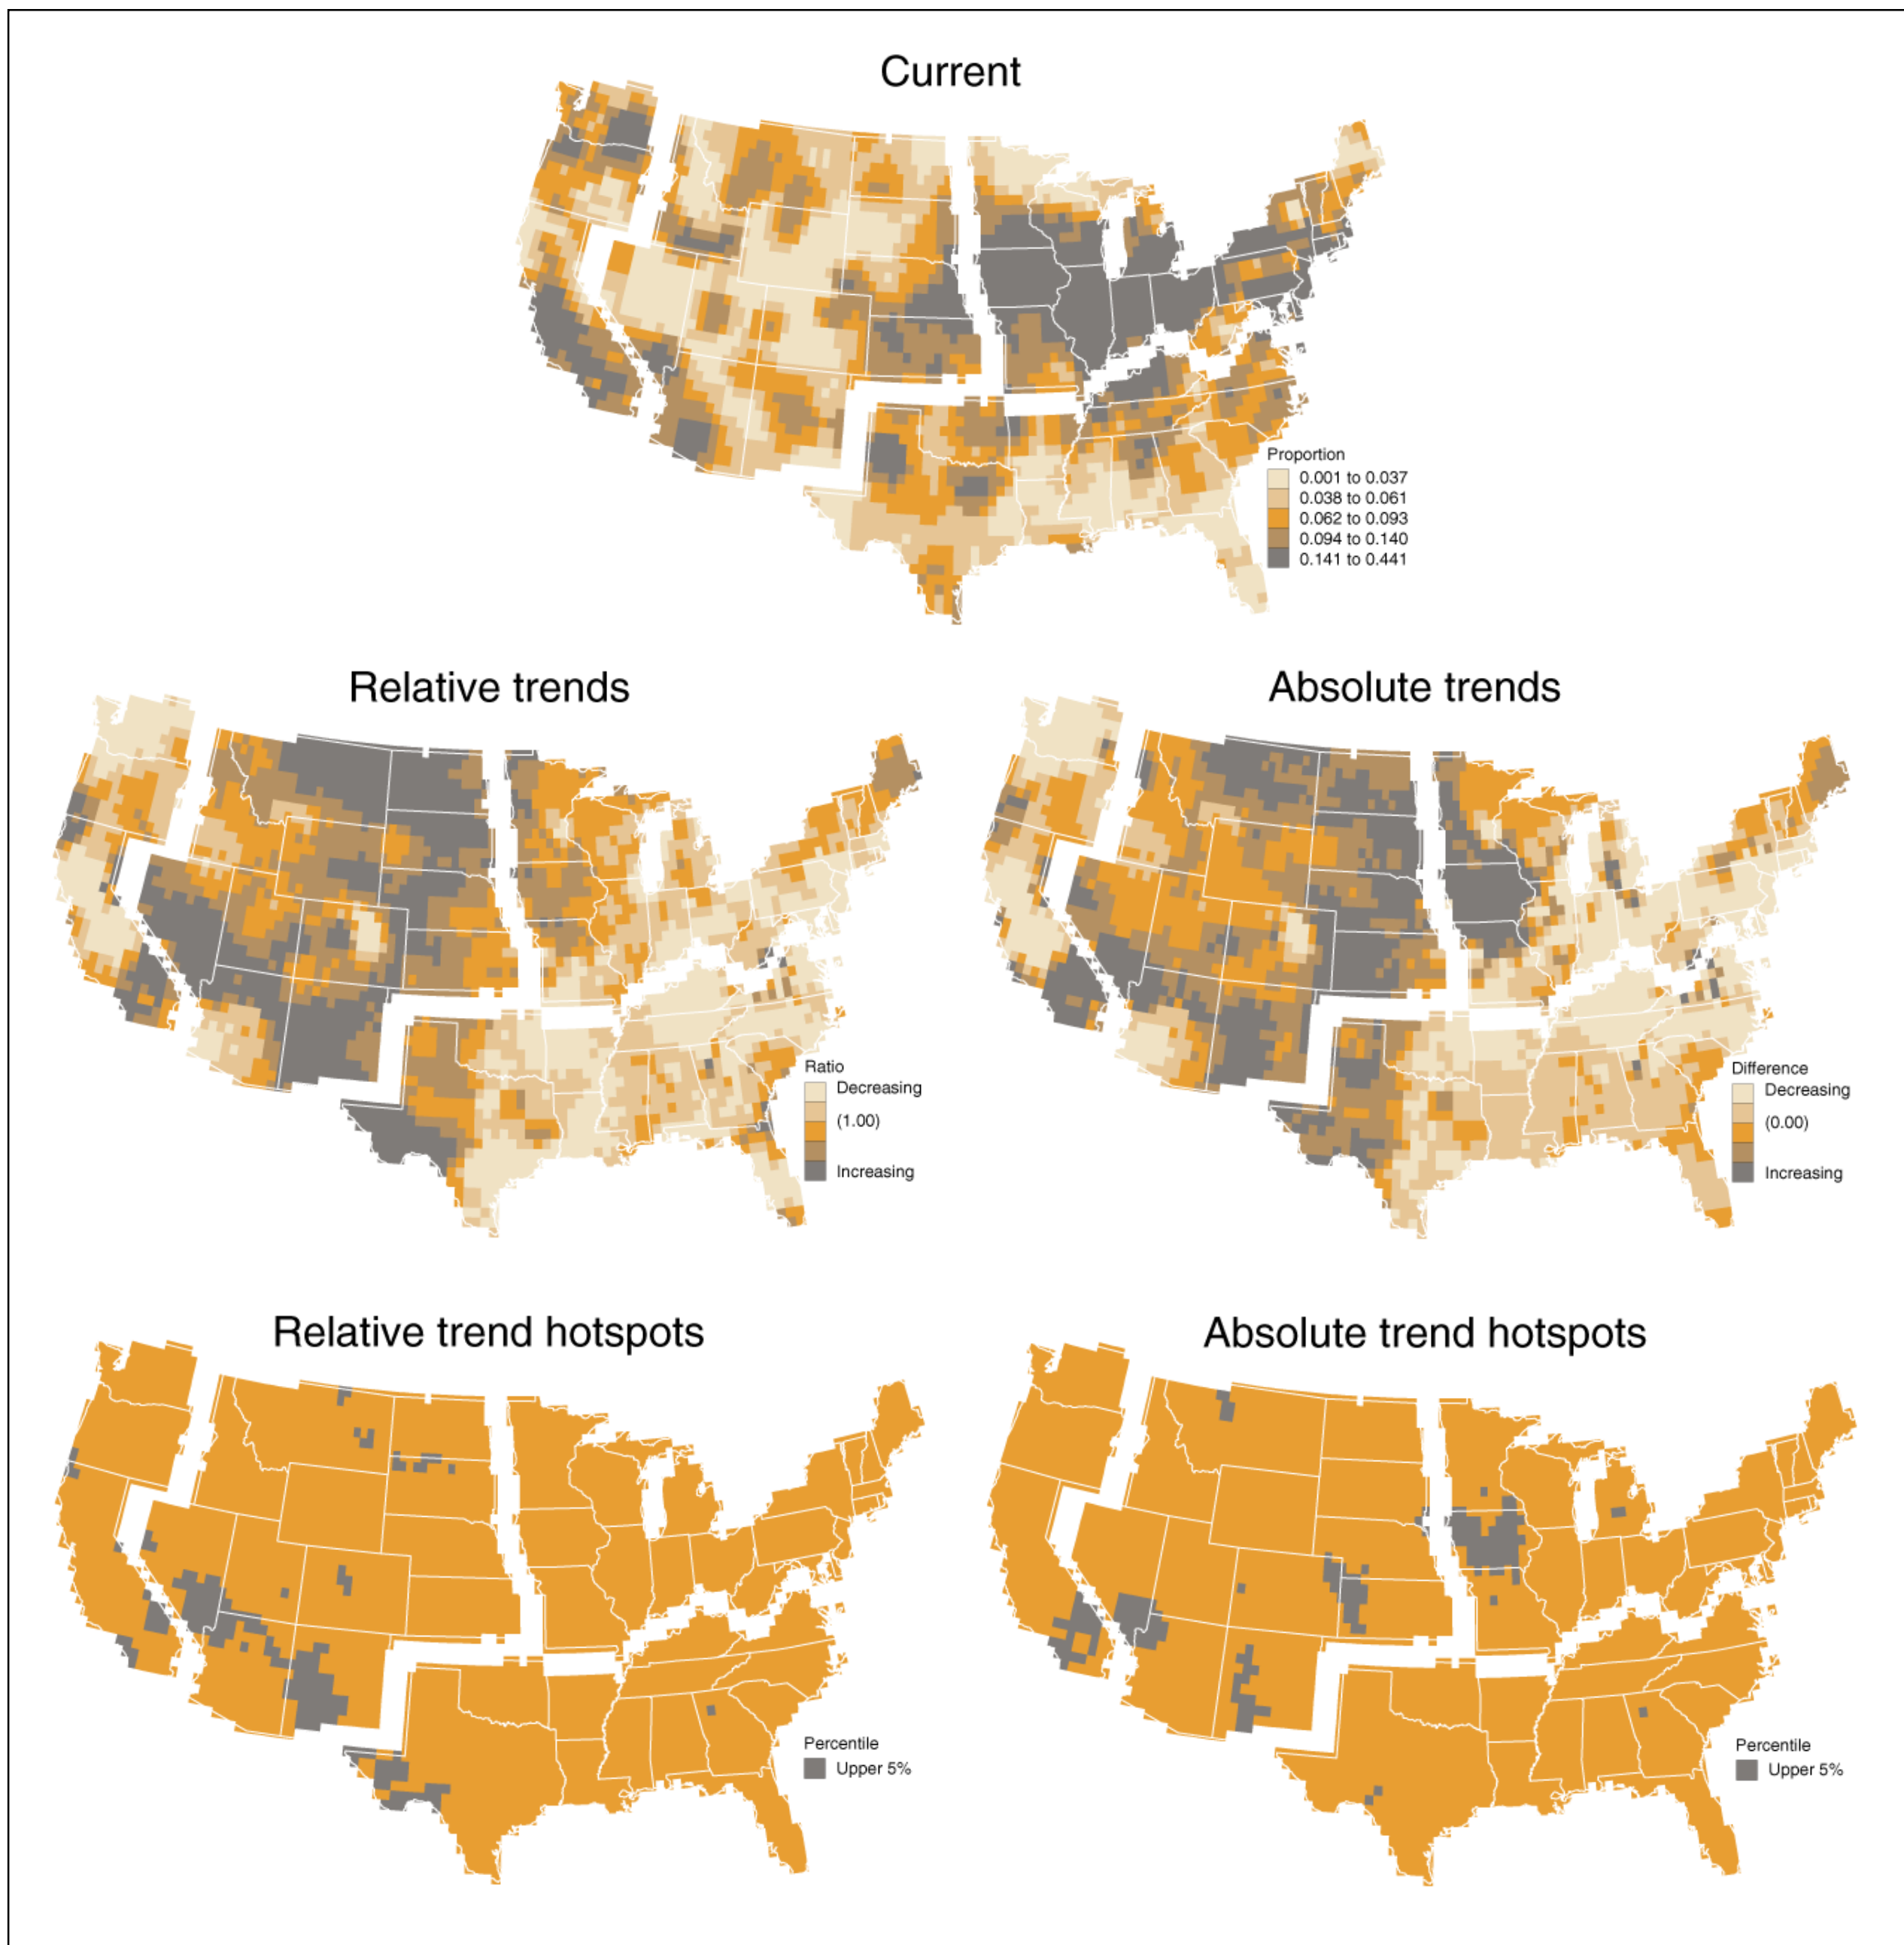 Current
Proportion
0.001 to 0.037
0.038 to 0.061
0.062 to 0.093
0.094 to 0.140
0.141 to 0.441
Relative trends
Ratio
Decreasing
(1.00)
Increasing
Absolute trends
Difference
Decreasing
(0.00)
Increasing
Relative trend hotspots
Percentile
Upper 5%
Absolute trend hotspots
Percentile
Upper 5%